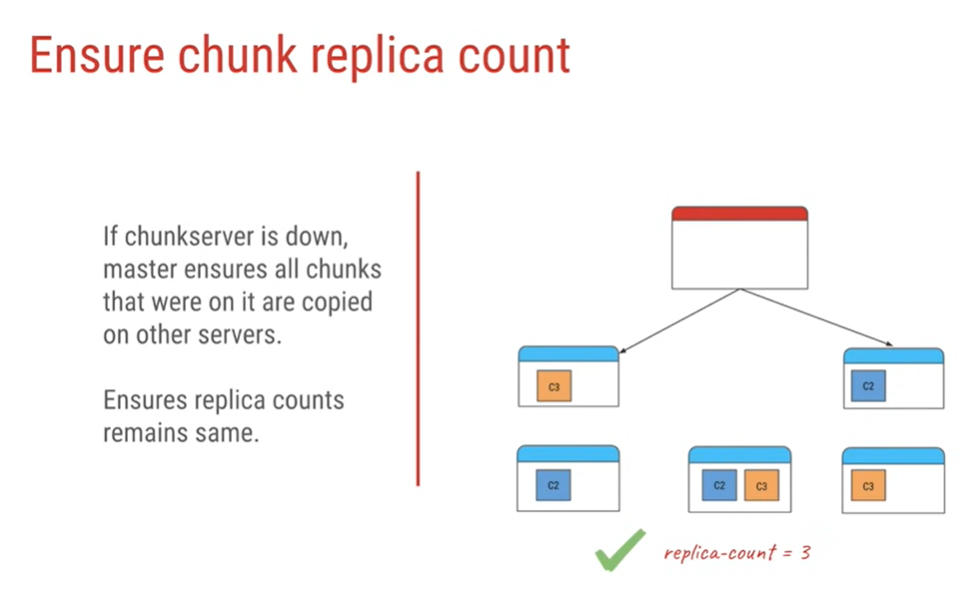 Ensure chunk replica count
If chunkserver is down,
master ensures all chunks
that were on it are copied
on other servers.
Ensures replica counts
remains same.
C3
C2
C2
C2 C3
C3
replica-count = 3